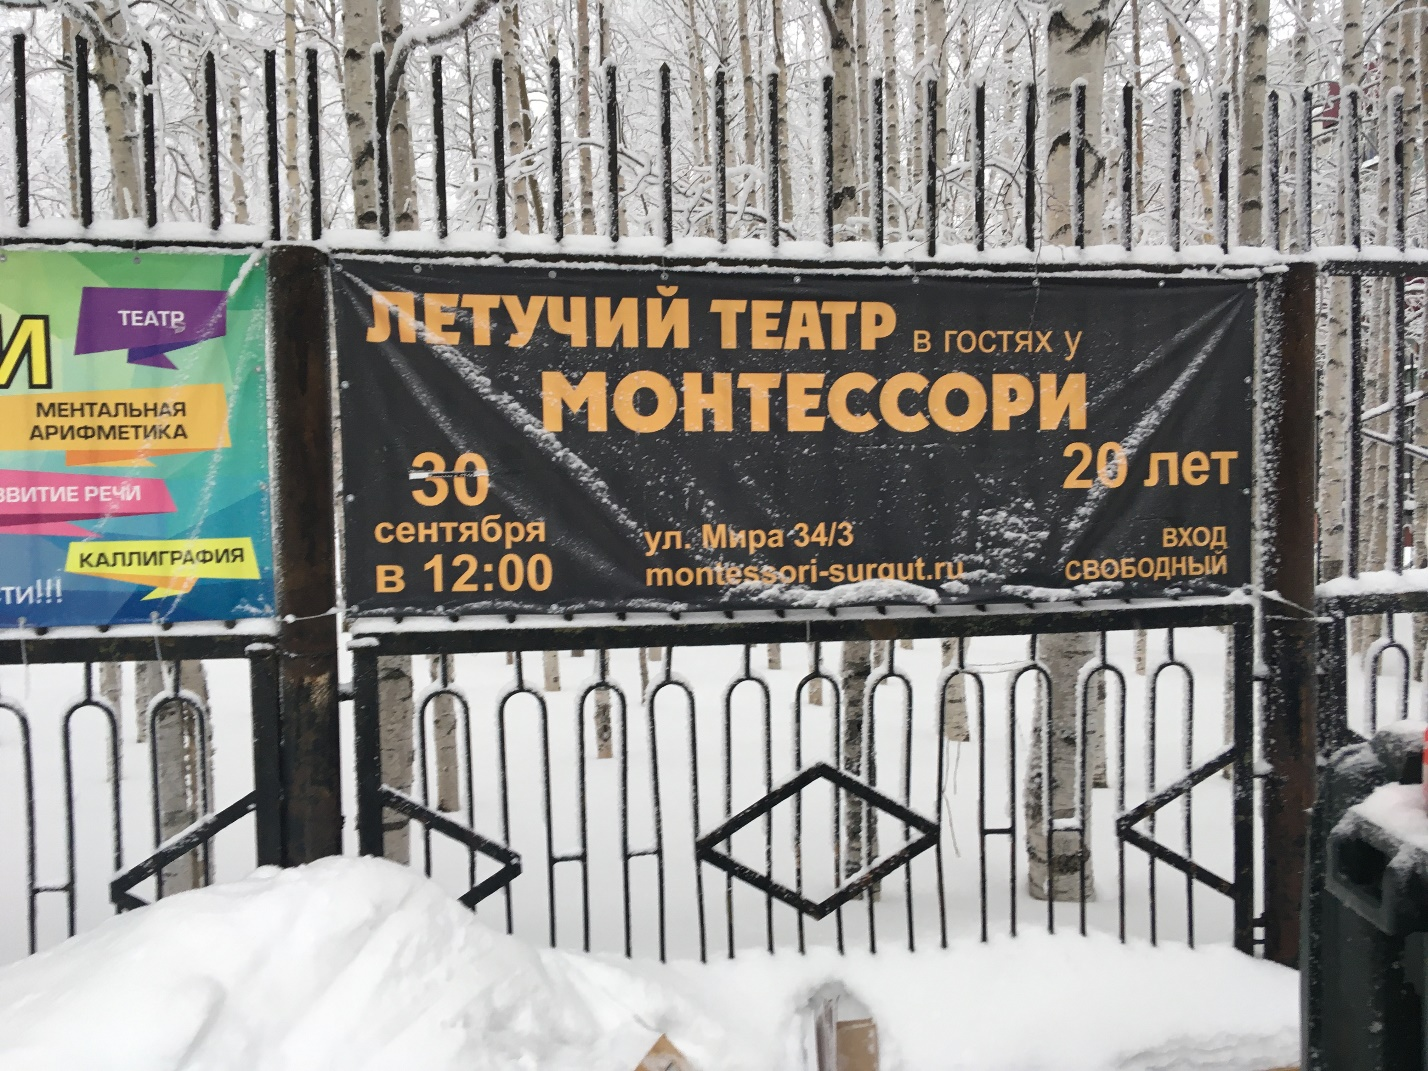 ТЕАТР
МЕНТАЛЬНАЯ
АРИФМЕТИКА
РЕЧИ
КАЛЛИГРАФИЯ
ЛЕТУЧИЙ ТЕАТР в гостях у
МОНТЕССОРИ
20 лет
30
сентября
в 12:00
ул. Мира 34/3
montessori-surgut.ru
ВХОД
СВОБОДНЫЙ